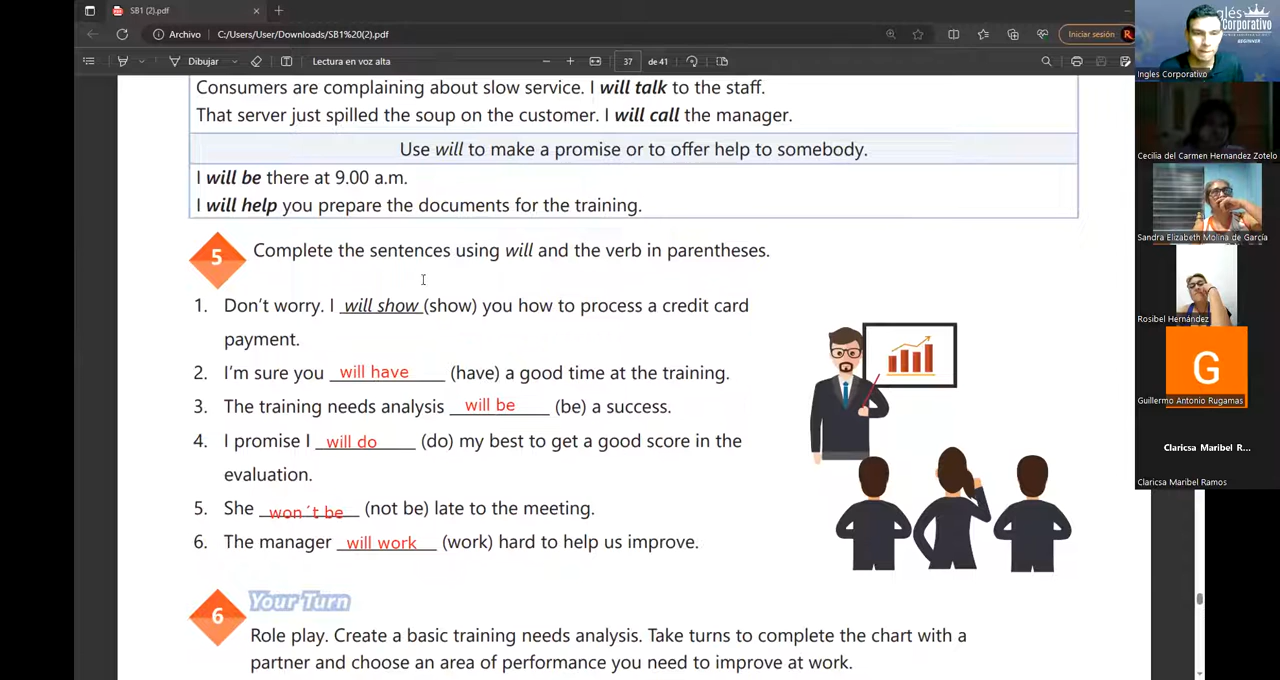 SB1 (2).pdf
Archivo
C:/Users/User/Downloads/SB1%20(2).pdf
Iniciar sesión
R
Dibujar
Lectura en voz alta
37
de 41
Consumers are complaining about slow service. I will talk to the staff.
That server just spilled the soup on the customer. I will call the manager.
Use will to make a promise or to offer help to somebody.
I will be there at 9.00 a.m.
I will help you prepare the documents for the training.
5
Complete the sentences using will and the verb in parentheses.
1. Don't worry. I will show (show) you how to process a credit card
payment.
2. I'm sure you will have (have) a good time at the training.
3. The training needs analysis will be (be) a success.
4. I promise I will do (do) my best to get a good score in the
evaluation.
5. She won´t be (not be) late to the meeting.
6. The manager will work (work) hard to help us improve.
6
Your Turn
Role play. Create a basic training needs analysis. Take turns to complete the chart with a
partner and choose an area of performance you need to improve at work.
glés
Corporativo
BEGINNER
Ingles Corporativo
Cecilia del Carmen Hernandez Zotelo
Sandra Elizabeth Molina de García
Rosibel Hernández
G
Guillermo Antonio Rugamas
Claricsa Maribel R...
Claricsa Maribel Ramos